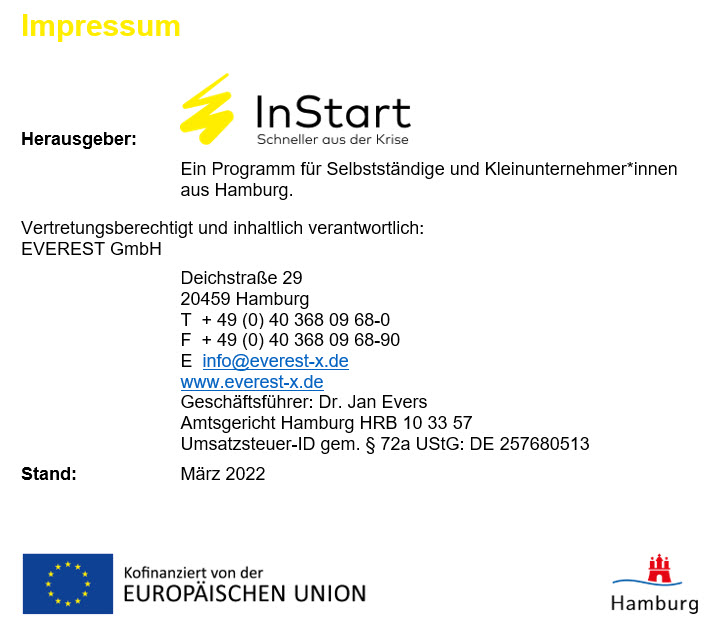 Impressum
InStart
Schneller aus der Krise
Herausgeber:
Ein Programm für Selbstständige und Kleinunternehmer*innen
aus Hamburg.
Vertretungsberechtigt und inhaltlich verantwortlich:
EVEREST GmbH
Deichstraße 29
20459 Hamburg
T + 49 (0) 40 368 09 68-0
F + 49 (0) 40 368 09 68-90
E info@everest-x.de
www.everest-x.de
Geschäftsführer: Dr. Jan Evers
Amtsgericht Hamburg HRB 10 33 57
Umsatzsteuer-ID gem. § 72a UStG: DE 257680513
Stand: März 2022
Kofinanziert von der
EUROPÄISCHEN UNION
Hamburg